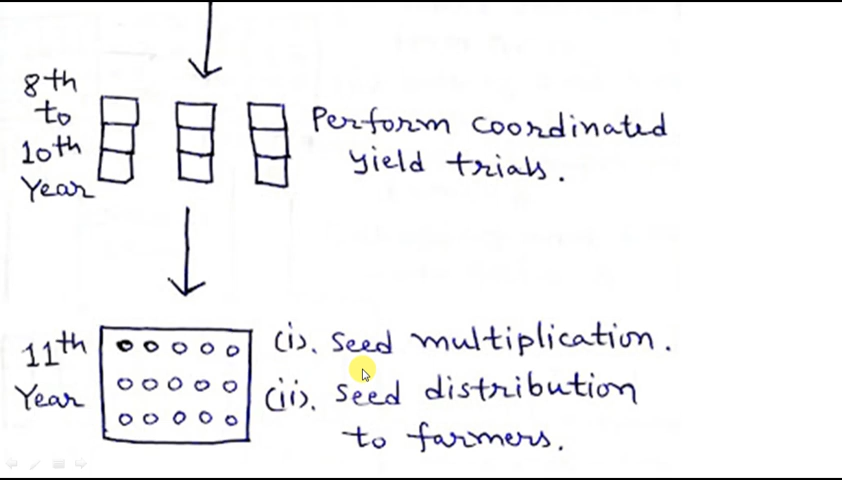 8th
to
10th
Year
Perform coordinated
yield trials.
11th
Year
(i). Seed multiplication.
(ii). Seed distribution
to farmers.